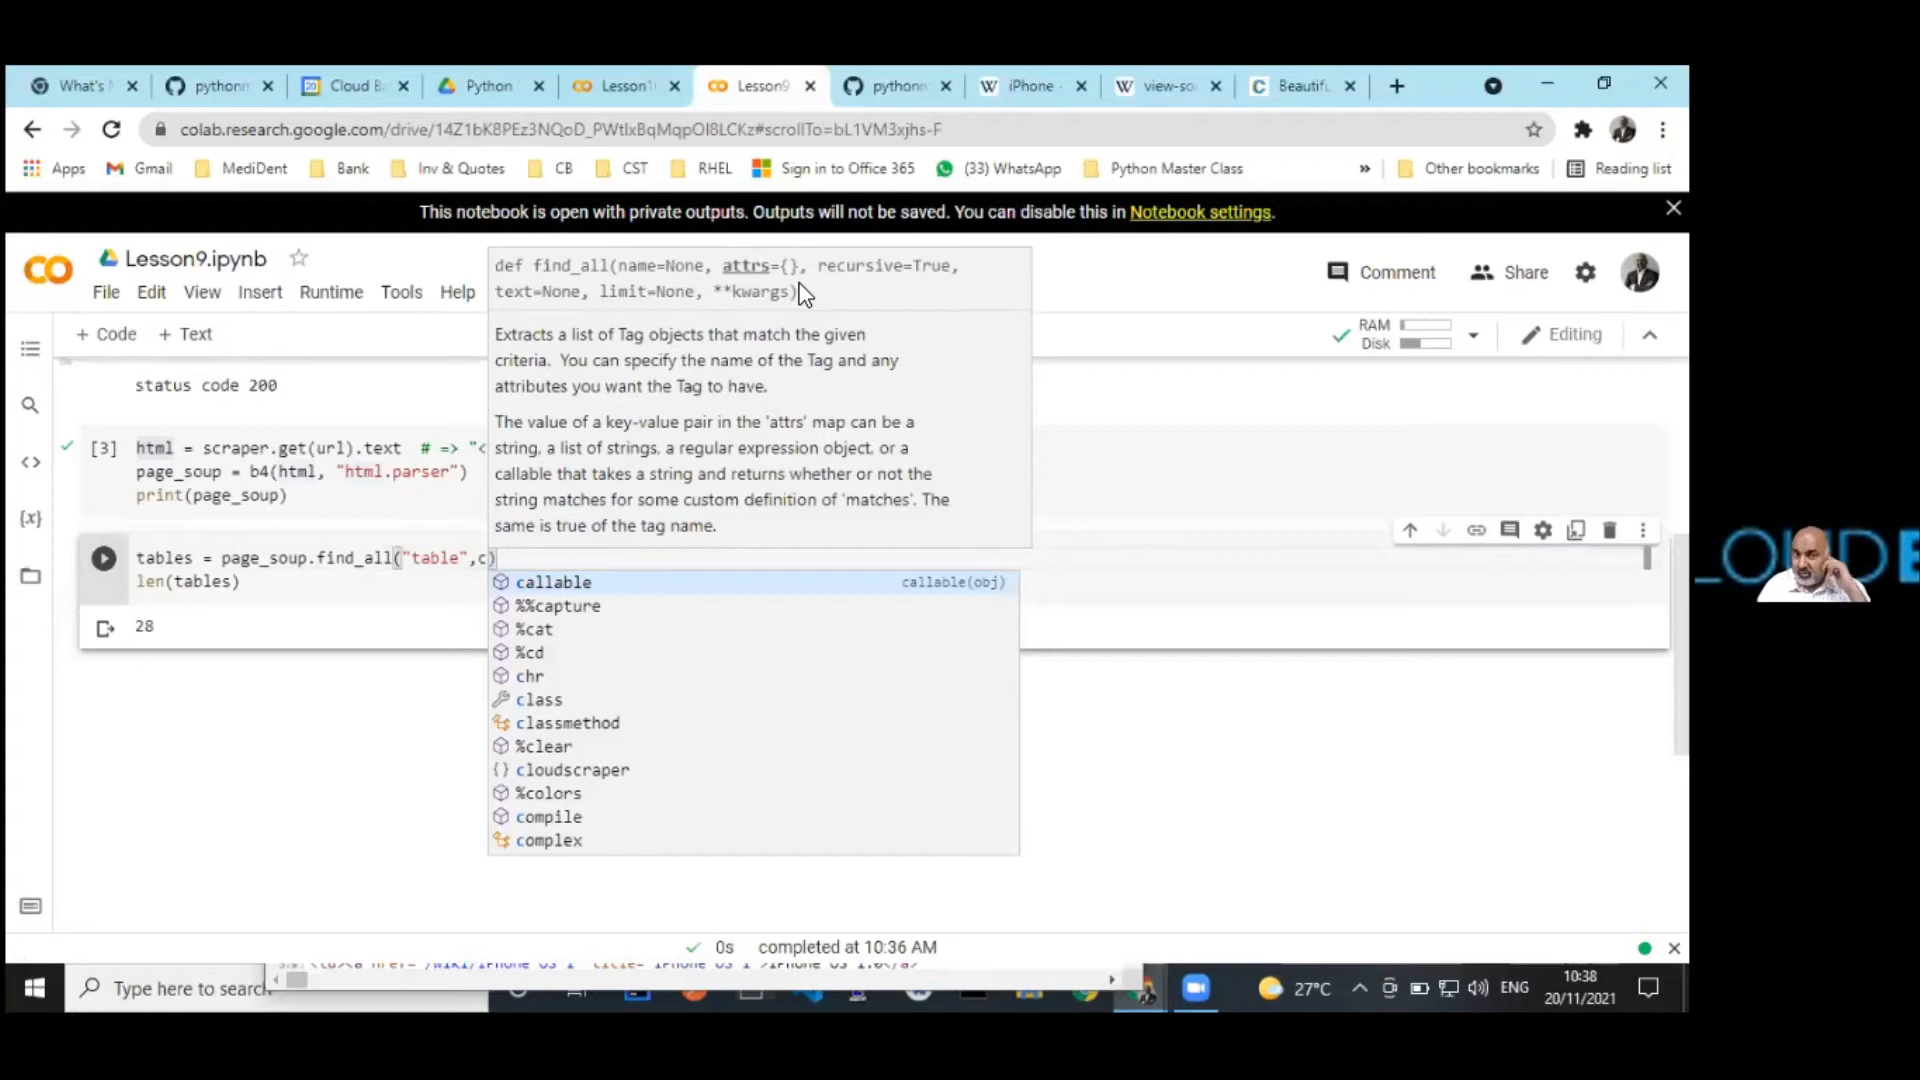 What's
pythonn
Cloud B
Python
Lesson1
Lesson9
pythonn
iPhone -
view-so
Beautifu
colab.research.google.com/drive/14Z1bK8PEz3NQoD_PWtlxBqMqpOI8LCKz#scrollTo=bL1VM3xjhs-F
Apps
Gmail
MediDent
Bank
Inv & Quotes
CB
CST
RHEL
Sign in to Office 365
(33) WhatsApp
Python Master Class
»
Other bookmarks
Reading list
This notebook is open with private outputs. Outputs will not be saved. You can disable this in Notebook settings.
Lesson9.ipynb
File Edit View Insert Runtime Tools Help
Comment
Share
+ Code + Text
RAM
Disk
Editing
def find_all(name=None, attrs={}, recursive=True,
text=None, limit=None, **kwargs)
Extracts a list of Tag objects that match the given
criteria. You can specify the name of the Tag and any
attributes you want the Tag to have.
The value of a key-value pair in the 'attrs' map can be a
string, a list of strings, a regular expression object, or a
callable that takes a string and returns whether or not the
string matches for some custom definition of 'matches'. The
same is true of the tag name.
status code 200
[3] html = scraper.get(url).text # => "<
page_soup = b4(html, "html.parser")
print(page_soup)
{x}
tables = page_soup.find_all("table",c)
len(tables)
28
callable callable(obj)
%%capture
%cat
%cd
chr
class
classmethod
%clear
cloudscraper
%colors
compile
complex
0s completed at 10:36 AM
Type here to search
27°C
ENG
10:38
20/11/2021
LOUD